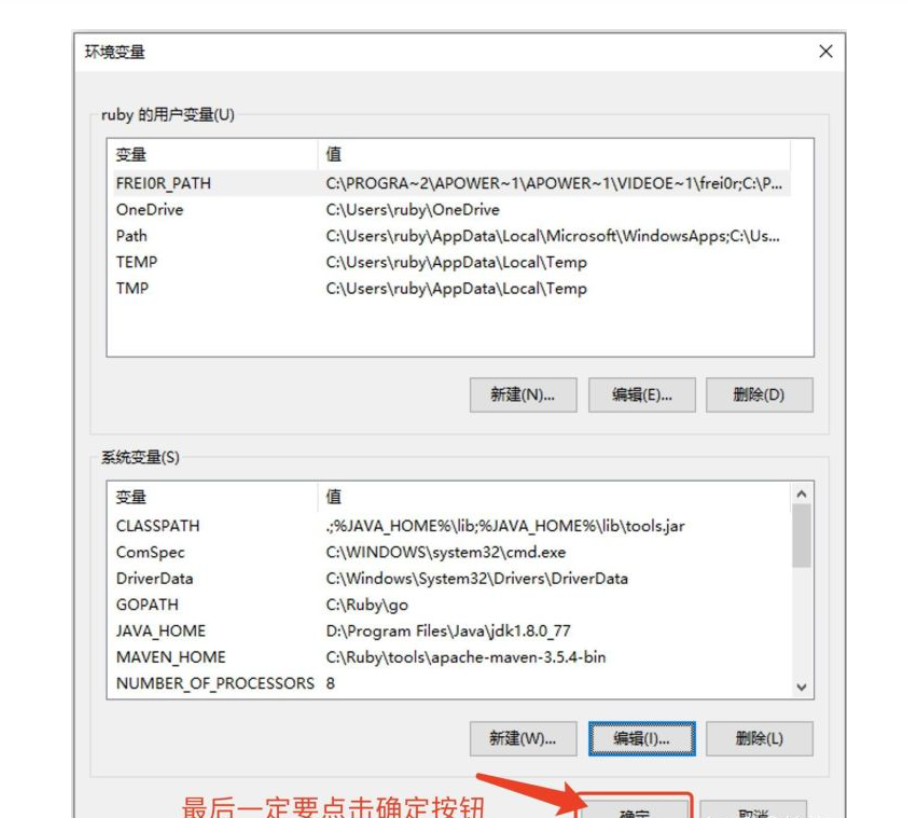 环境变量
ruby 的用户变量(U)
变量 值
FREI0R_PATH C:\PROGRA~2\APOWER~1\APOWER~1\VIDEOE~1\frei0r;C:\P...
OneDrive C:\Users\ruby\OneDrive
Path C:\Users\ruby\AppData\Local\Microsoft\WindowsApps;C:\Us...
TEMP C:\Users\ruby\AppData\Local\Temp
TMP C:\Users\ruby\AppData\Local\Temp
新建(N)... 编辑(E)... 删除(D)
系统变量(S)
变量 值
CLASSPATH .;%JAVA_HOME%\lib;%JAVA_HOME%\lib\tools.jar
ComSpec C:\WINDOWS\system32\cmd.exe
DriverData C:\Windows\System32\Drivers\DriverData
GOPATH C:\Ruby\go
JAVA_HOME D:\Program Files\Java\jdk1.8.0_77
MAVEN_HOME C:\Ruby\tools\apache-maven-3.5.4-bin
NUMBER_OF_PROCESSORS 8
新建(W)... 编辑(I)... 删除(L)
最后一定要点击确定按钮 确定 取消